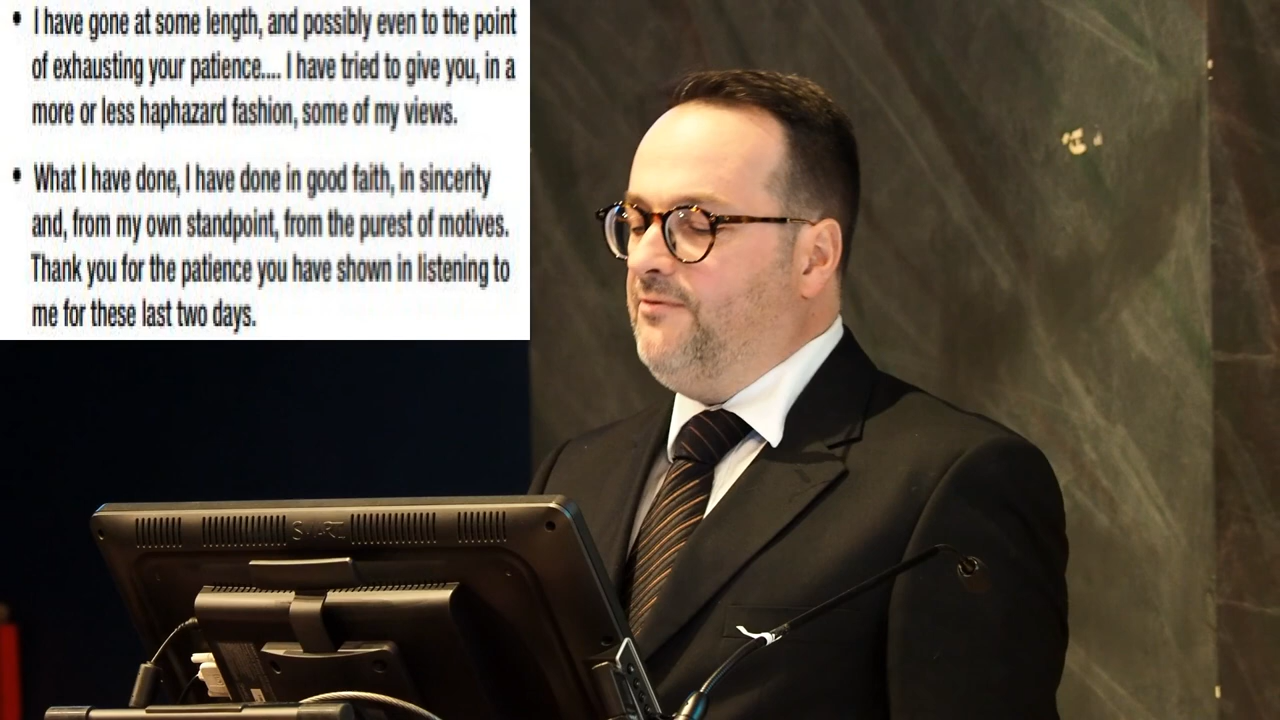 • I have gone at some length, and possibly even to the point
of exhausting your patience.... I have tried to give you, in a
more or less haphazard fashion, some of my views.
• What I have done, I have done in good faith, in sincerity
and, from my own standpoint, from the purest of motives.
Thank you for the patience you have shown in listening to
me for these last two days.
SMART